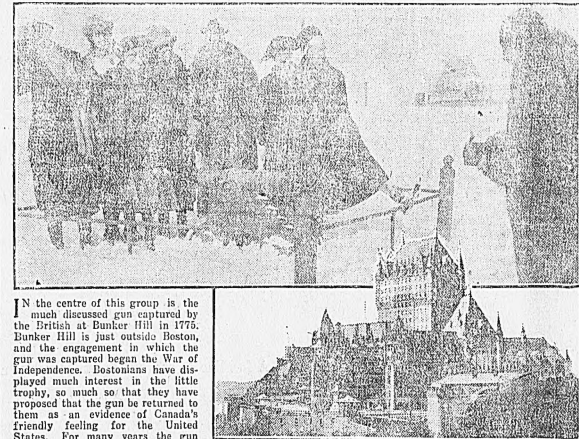 IN the centre of this group is the
much discussed gun captured by
the British at Bunker Hill in 1775.
Bunker Hill is just outside Boston,
and the engagement in which the
gun was captured began the War of
Independence. Bostonians have dis-
played much interest in the little
trophy, so much so that they have
proposed that the gun be returned to
them as an evidence of Canada's
friendly feeling for the United
States. For many years the gun